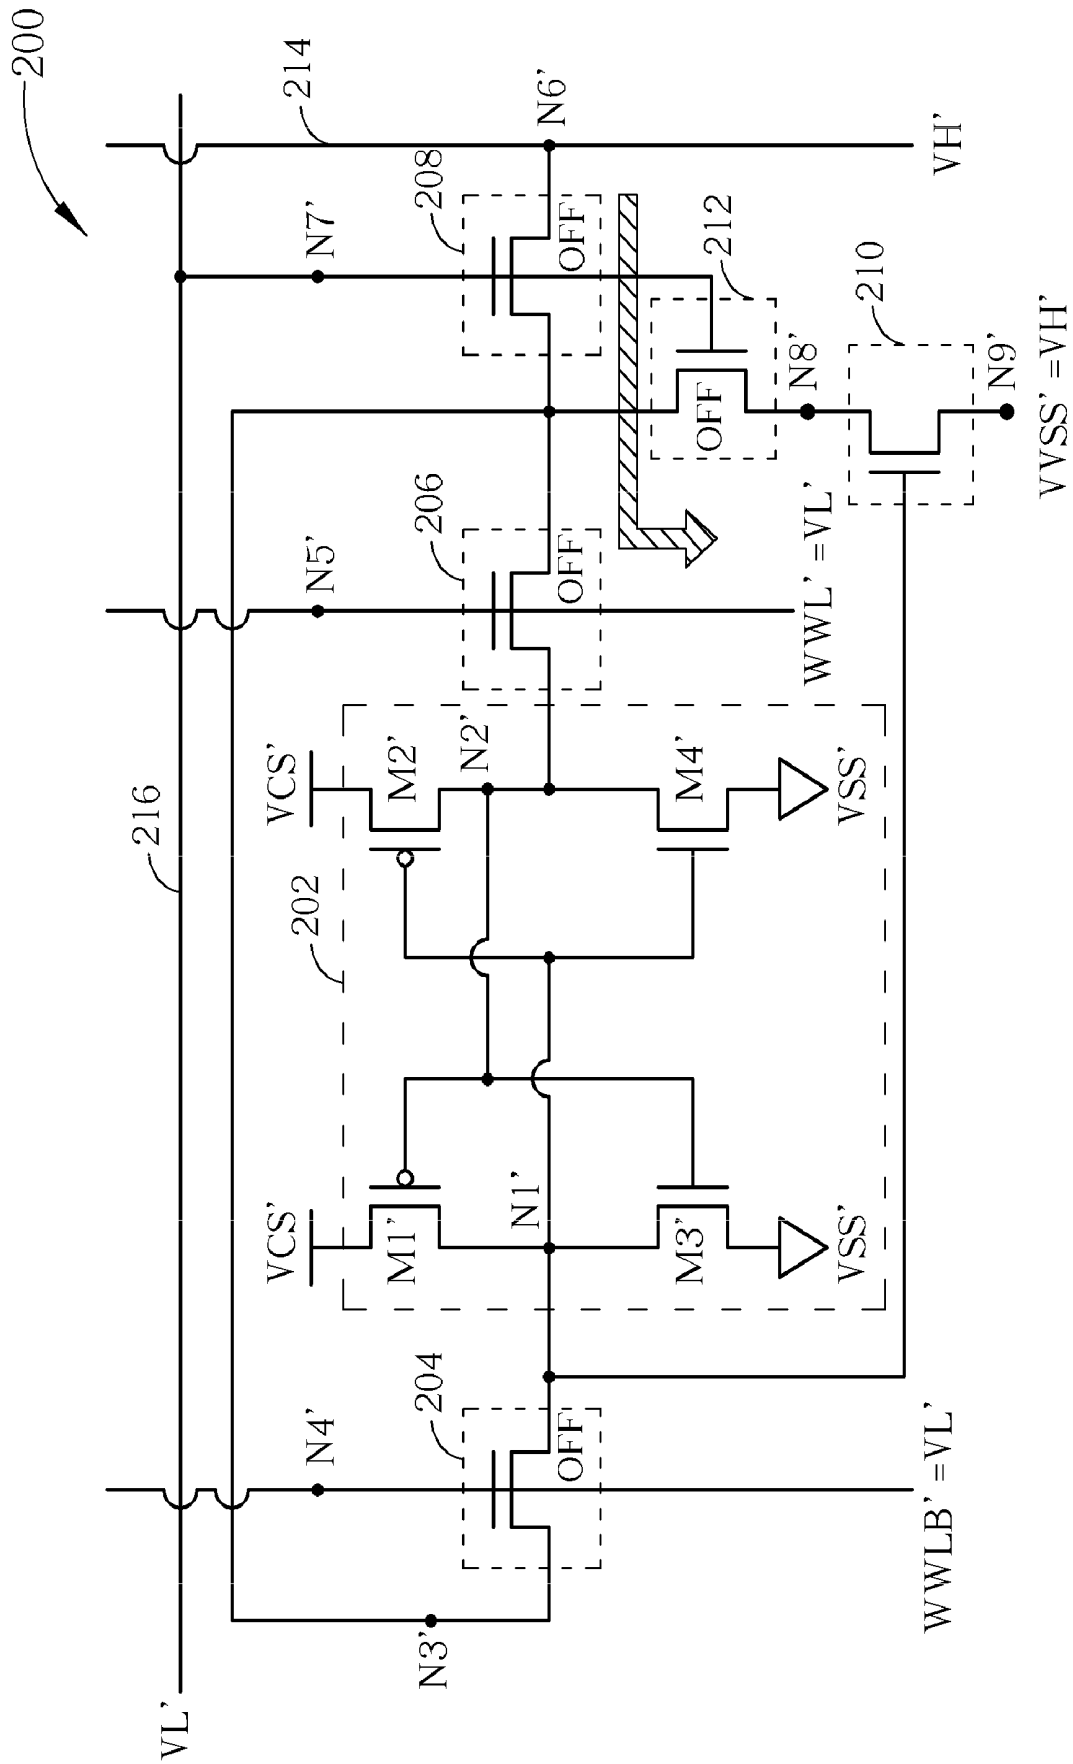 200
VL'
216
214
N4'
N5'
N7'
N3'
204
202
206
208
N6'
VCS'
VCS'
M1'
M2'
N1'
N2'
OFF
OFF
OFF
M3'
M4'
VSS'
VSS'
OFF
212
N8'
210
N9'
WWLB' =VL'
WWL' =VL'
VVSS' =VH'
VH'